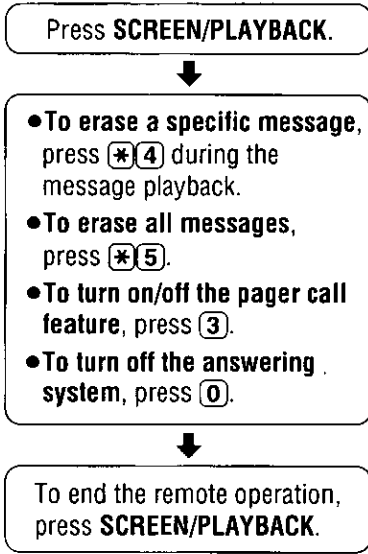 Press SCREEN/PLAYBACK.
●To erase a specific message,
press (*)(4) during the
message playback.
●To erase all messages,
press (*)(5).
●To turn on/off the pager call
feature, press (3).
●To turn off the answering
system, press (0).
To end the remote operation,
press SCREEN/PLAYBACK.